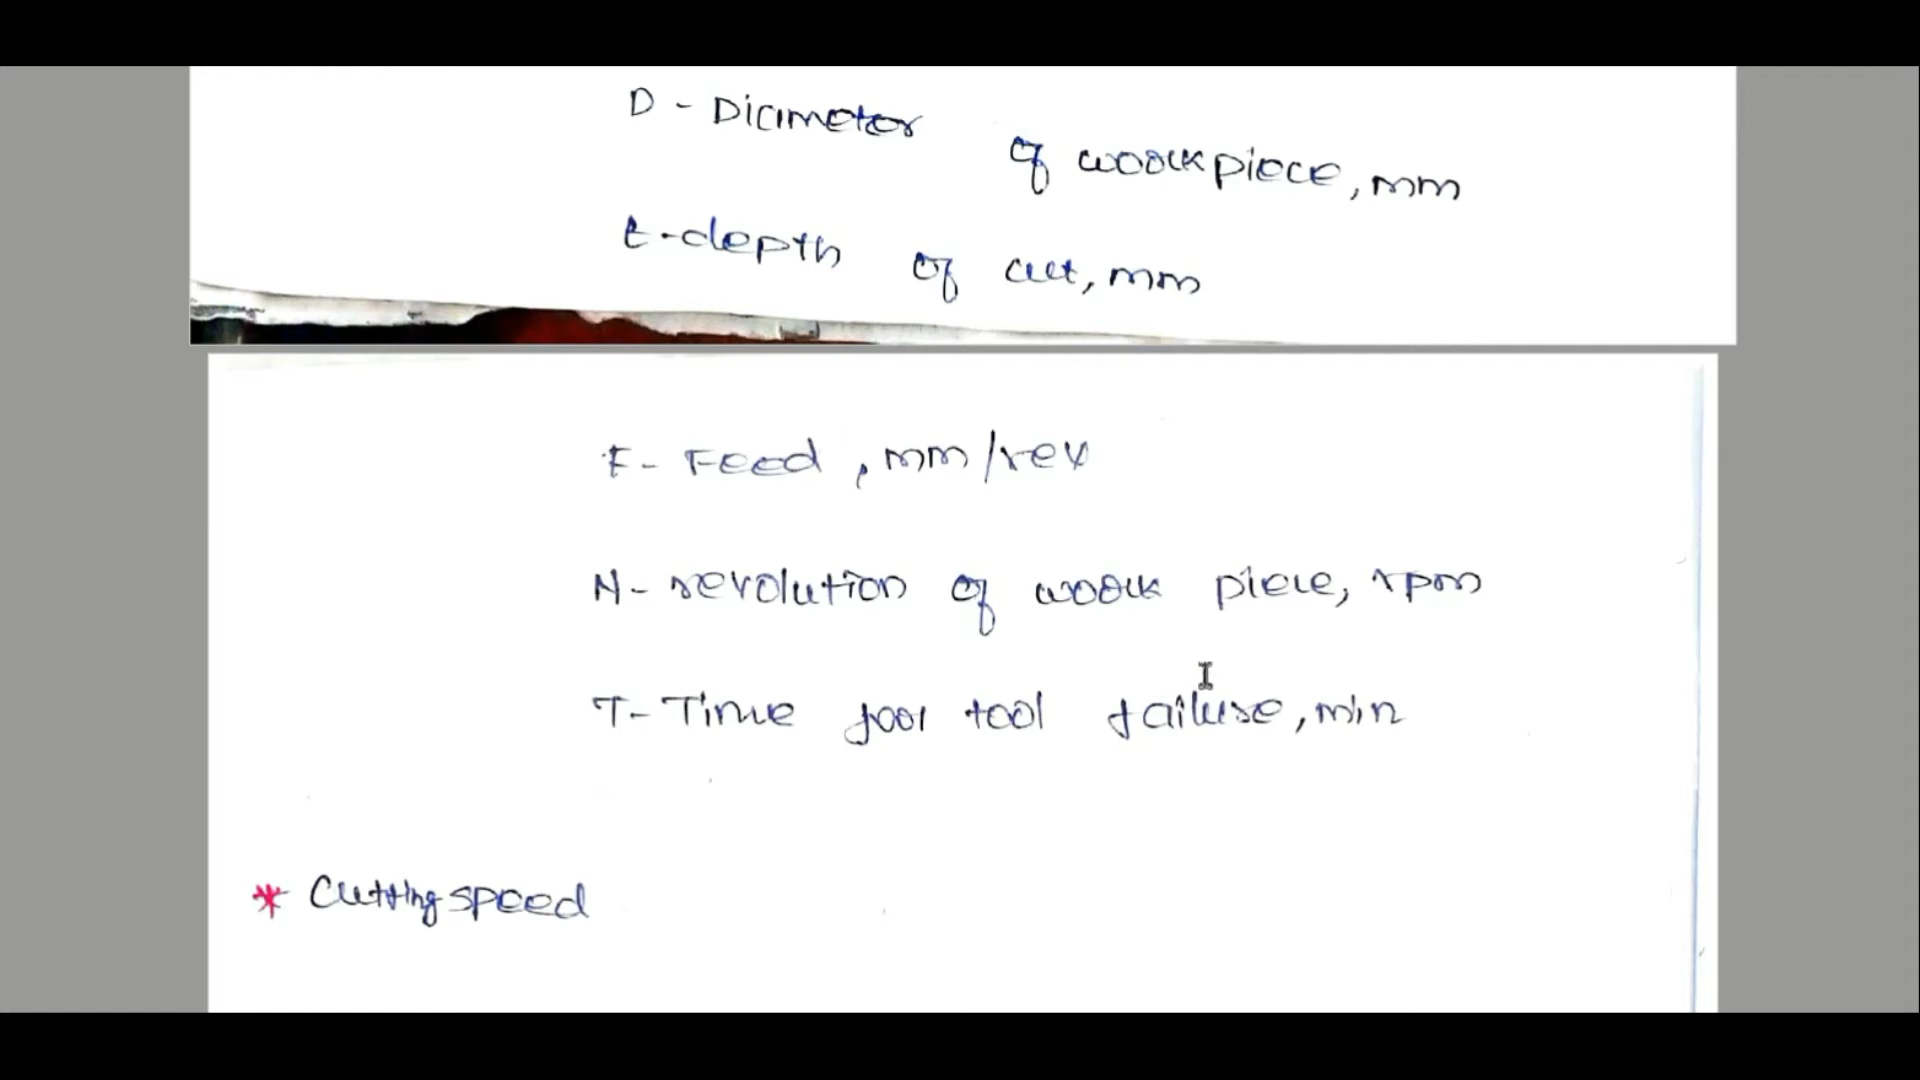 D - Diameter of workpiece, mm
t - depth of cut, mm
F - Feed, mm/rev
N - revolution of work piece, rpm
T - Time for tool failure, min
* Cutting speed